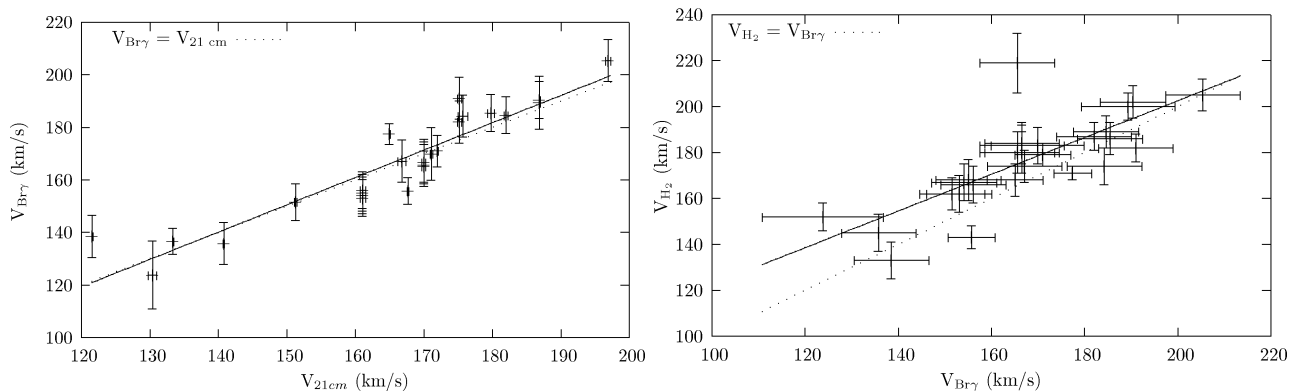 220
V_Brγ = V_21 cm
200
180
160
140
120
100
V_Brγ (km/s)
120 130 140 150 160 170 180 190 200
V_21cm (km/s)
240
V_H2 = V_Brγ
220
200
180
160
140
120
100
V_H2 (km/s)
100 120 140 160 180 200 220
V_Brγ (km/s)